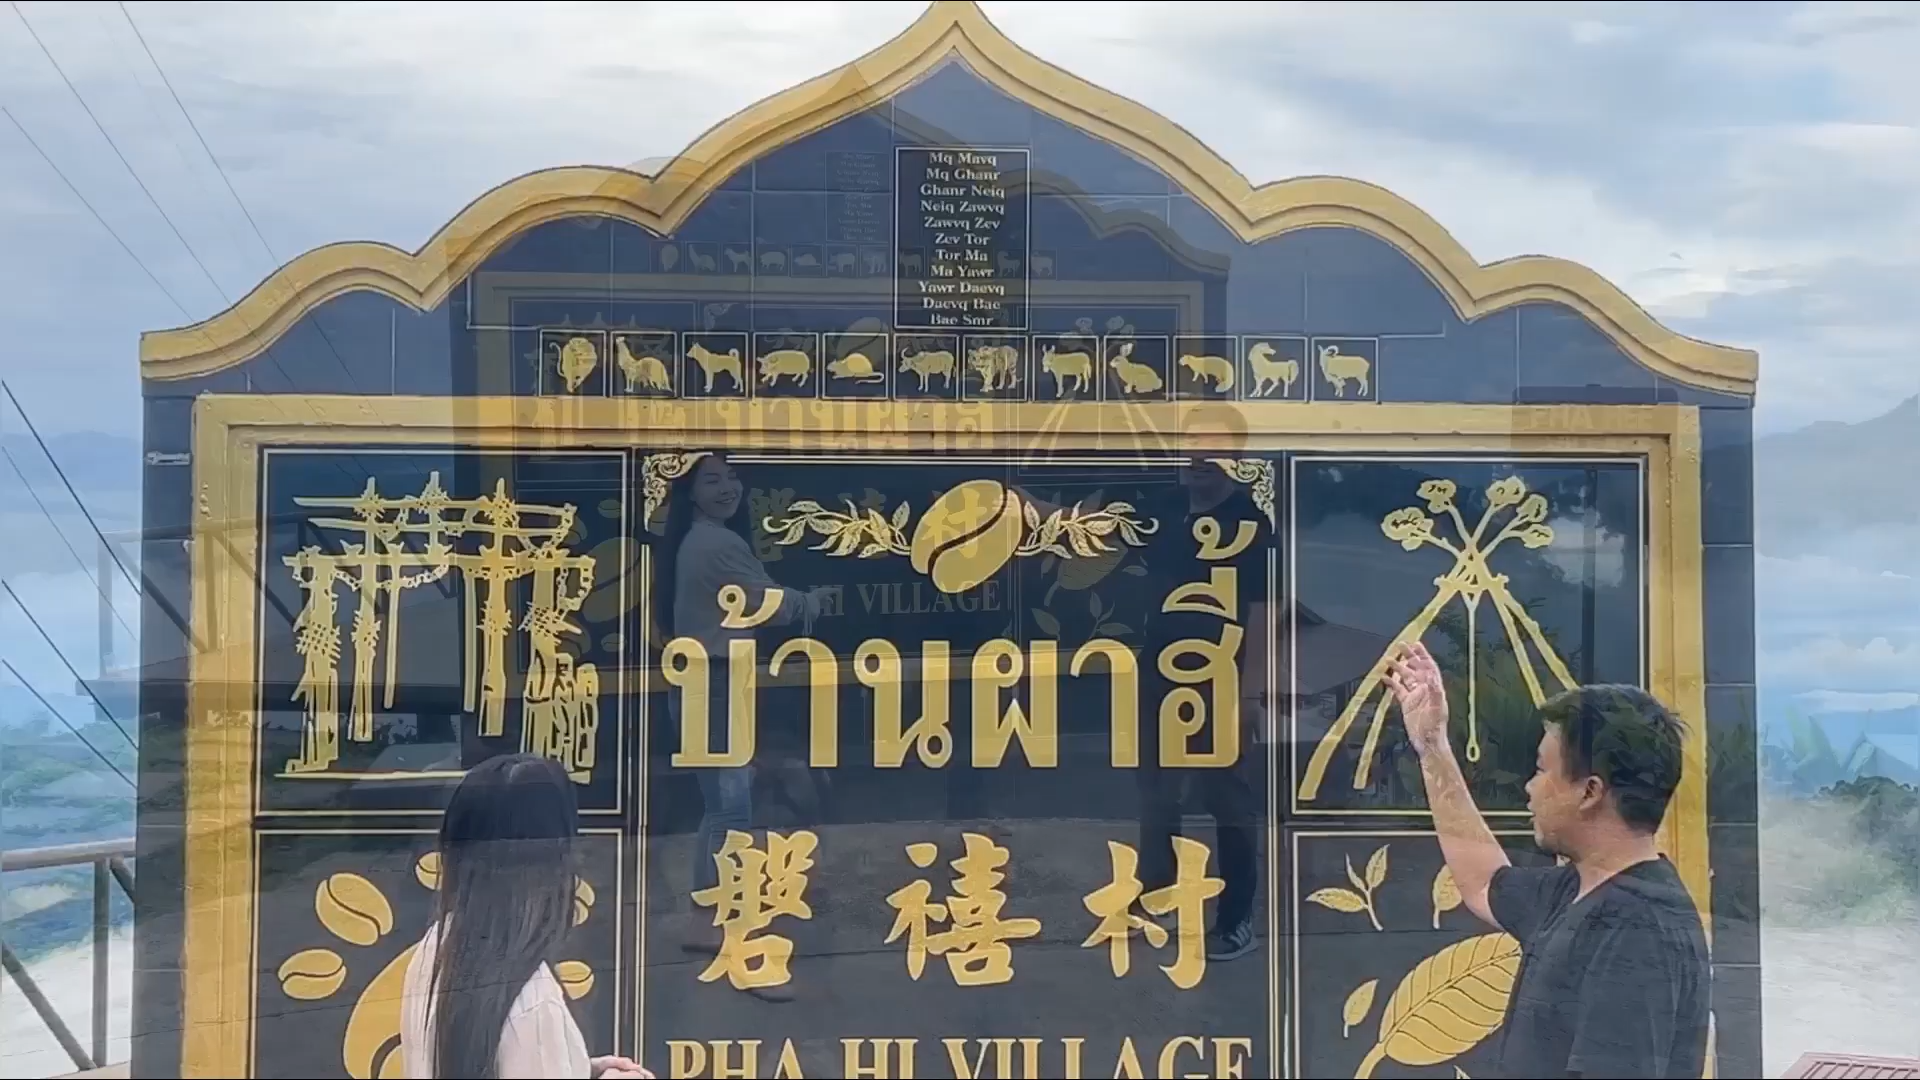 Mq Mavq
Mq Ghanr
Ghanr Neiq
Neiq Zawvq
Zawvq Zev
Zev Tor
Tor Ma
Ma Yawr
Yawr Daevq
Daevq Bae
Bae Smr
บ้านผาฮี้
磐禧村
PHA HI VILLAGE